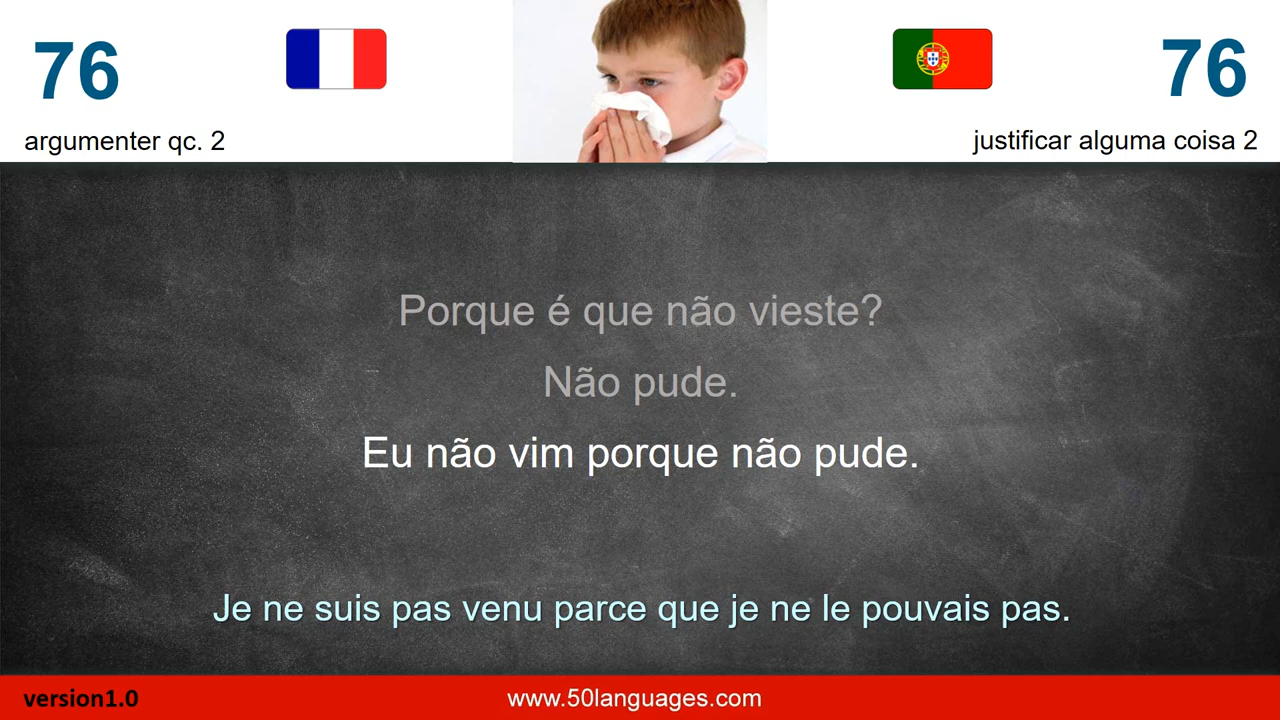 76
76
argumenter qc. 2
justificar alguma coisa 2
Porque é que não vieste?
Não pude.
Eu não vim porque não pude.
Je ne suis pas venu parce que je ne le pouvais pas.
version1.0
www.50languages.com